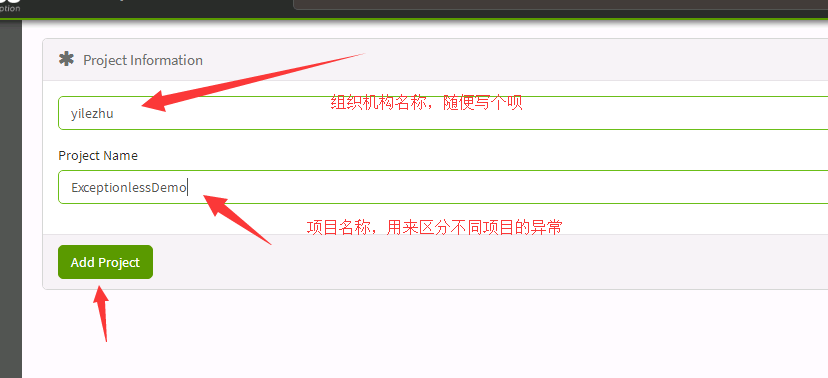 eption
Project Information
yilezhu
组织机构名称，随便写个呗
Project Name
ExceptionlessDemo
项目名称，用来区分不同项目的异常
Add Project